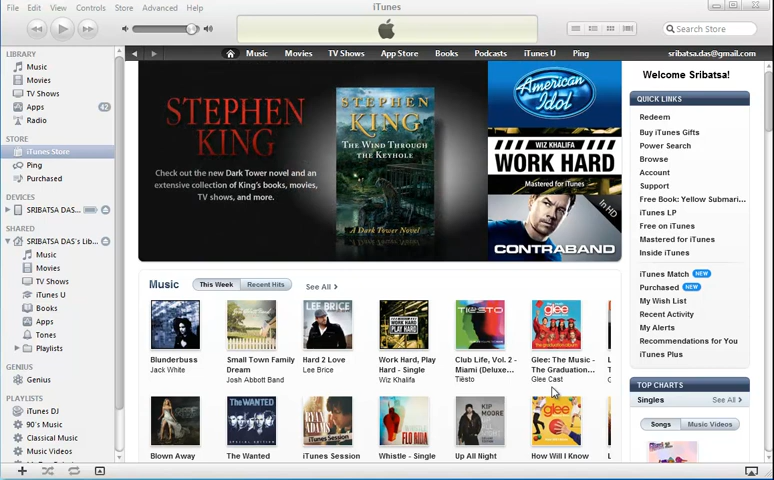 File Edit View Controls Store Advanced Help
iTunes
Search Store
Music Movies TV Shows App Store Books Podcasts iTunes U Ping
sribatsa.das@gmail.com
LIBRARY
Music
Movies
TV Shows
Apps 42
Radio
STORE
iTunes Store
Ping
Purchased
DEVICES
SRIBATSA DAS...
SHARED
SRIBATSA DAS's Lib...
Music
Movies
TV Shows
iTunes U
Books
Apps
Tones
Playlists
GENIUS
Genius
PLAYLISTS
iTunes DJ
90's Music
Classical Music
Music Videos
STEPHEN
KING
Check out the new Dark Tower novel and an
extensive collection of King's books, movies,
TV shows, and more.
STEPHEN
KING
THE WIND THROUGH
THE KEYHOLE
A Dark Tower Novel
AMERICAN
IDOL
WIZ KHALIFA
WORK HARD
Mastered for iTunes
in HD
CONTRABAND
Music This Week Recent Hits See All >
LEE BRICE
WORK HARD
PLAY HARD
TIËSTO
glee
Blunderbuss
Jack White
Small Town Family
Dream
Josh Abbott Band
Hard 2 Love
Lee Brice
Work Hard, Play
Hard - Single
Wiz Khalifa
Club Life, Vol. 2 -
Miami (Deluxe...
Tiësto
Glee: The Music -
The Graduation...
Glee Cast
THE WANTED
RYAN
ADAMS
iTunes Session
FLO RIDA
KIP
MOORE
glee
Blown Away
The Wanted
iTunes Session
Whistle - Single
Up All Night
How Will I Know
Welcome Sribatsa!
QUICK LINKS
Redeem
Buy iTunes Gifts
Power Search
Browse
Account
Support
Free Book: Yellow Submari...
iTunes LP
Free on iTunes
Mastered for iTunes
Inside iTunes
iTunes Match NEW
Purchased NEW
My Wish List
Recent Activity
My Alerts
Recommendations for You
iTunes Plus
TOP CHARTS
Singles See All >
Songs Music Videos